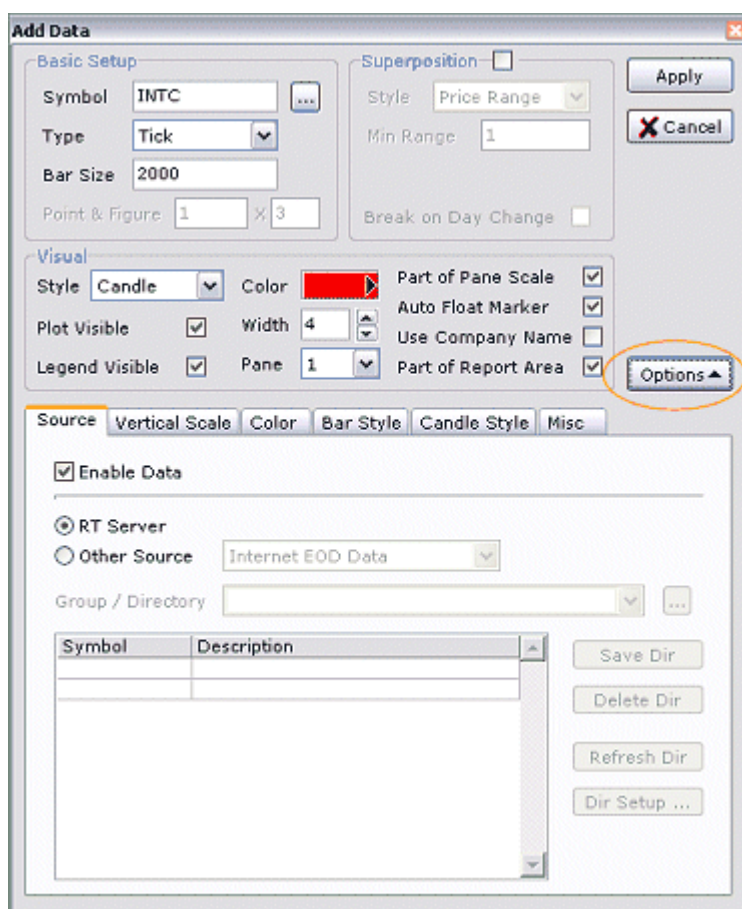 Add Data
Basic Setup
Symbol INTC ...
Type Tick
Bar Size 2000
Point & Figure 1 X 3
Superposition
Style Price Range
Min Range 1
Break on Day Change
Apply
Cancel
Visual
Style Candle Color Part of Pane Scale
Auto Float Marker
Plot Visible Width 4 Use Company Name
Legend Visible Pane 1 Part of Report Area
Options
Source Vertical Scale Color Bar Style Candle Style Misc
Enable Data
RT Server
Other Source Internet EOD Data
Group / Directory ...
Symbol Description
Save Dir
Delete Dir
Refresh Dir
Dir Setup ...